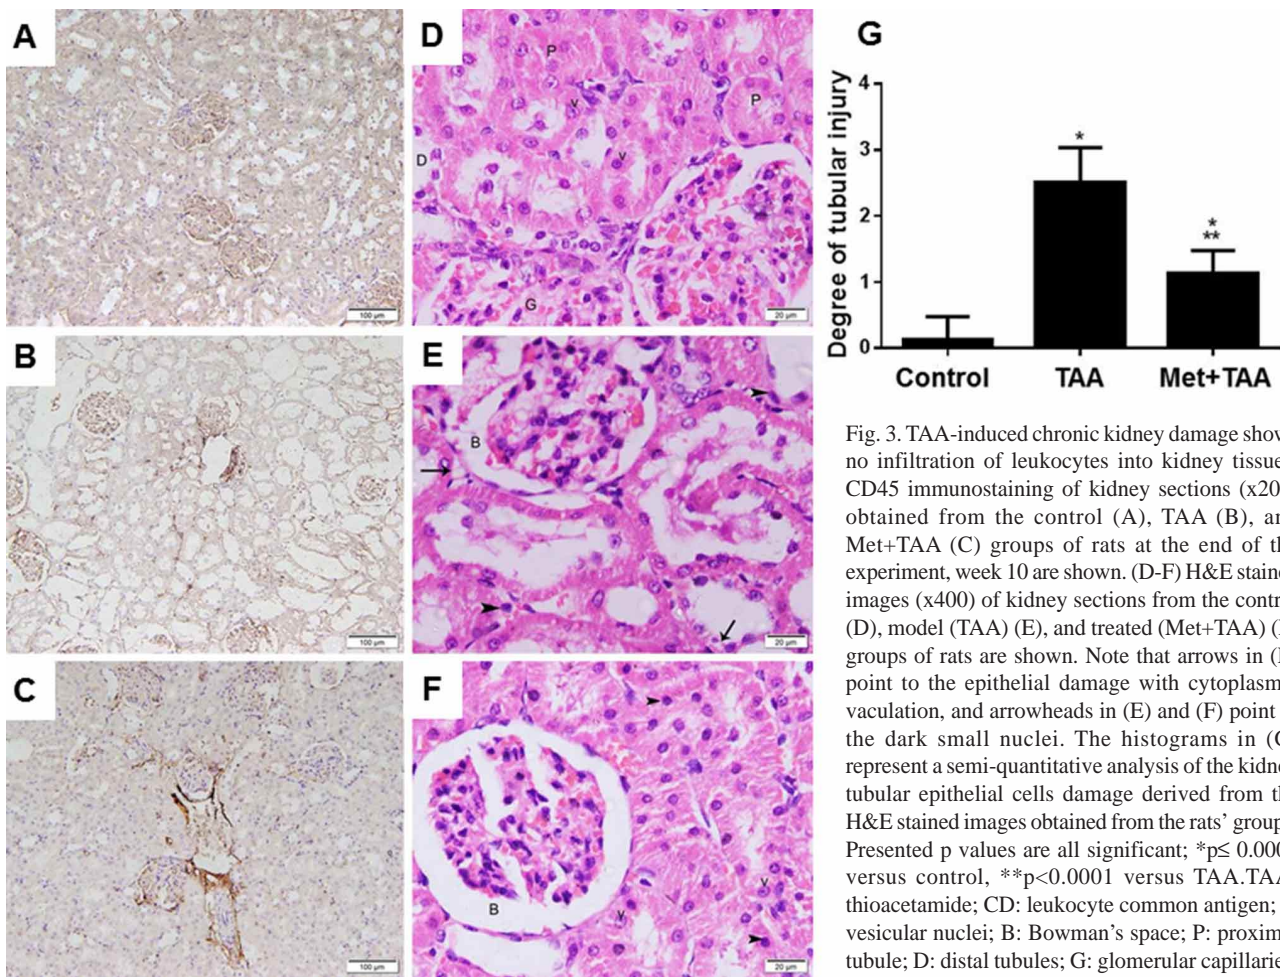 A
100 µm
B
100 µm
C
100 µm
D
P
V
P
D
V
G
20 µm
E
B
20 µm
F
B
V
V
20 µm
G
Degree of tubular injury
4
3
2
1
0
*
*
**
Control
TAA
Met+TAA
Fig. 3. TAA-induced chronic kidney damage show
no infiltration of leukocytes into kidney tissue
CD45 immunostaining of kidney sections (x20
obtained from the control (A), TAA (B), an
Met+TAA (C) groups of rats at the end of th
experiment, week 10 are shown. (D-F) H&E staine
images (x400) of kidney sections from the contr
(D), model (TAA) (E), and treated (Met+TAA) (
groups of rats are shown. Note that arrows in (
point to the epithelial damage with cytoplasm
vaculation, and arrowheads in (E) and (F) point
the dark small nuclei. The histograms in (
represent a semi-quantitative analysis of the kidne
tubular epithelial cells damage derived from th
H&E stained images obtained from the rats’ group
Presented p values are all significant; *p≤ 0.000
versus control, **p<0.0001 versus TAA.TAA
thioacetamide; CD: leukocyte common antigen;
vesicular nuclei; B: Bowman’s space; P: proxim
tubule; D: distal tubules; G: glomerular capillari